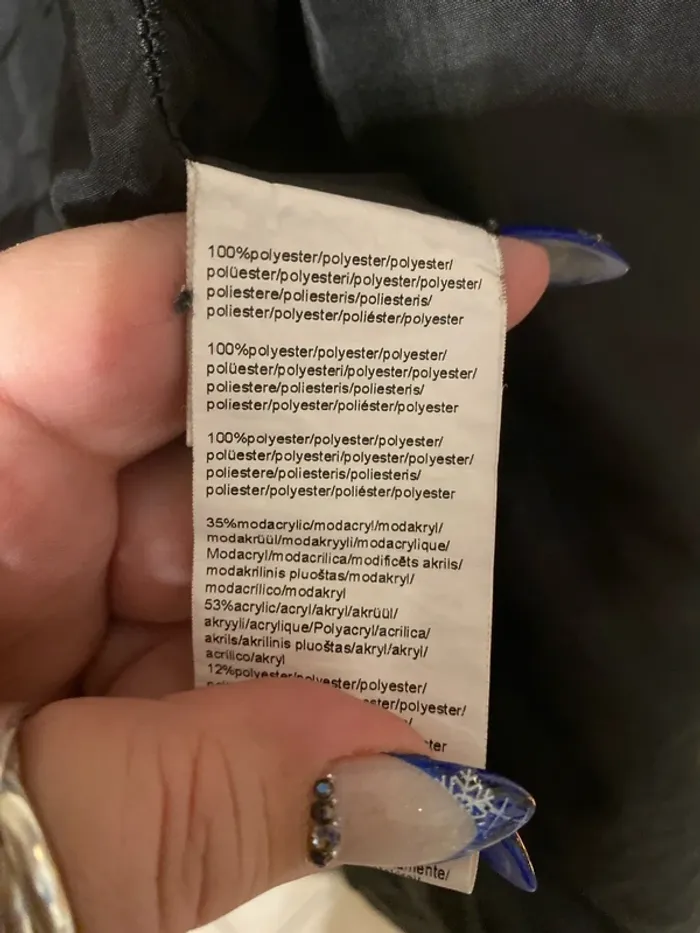 100%polyester/polyester/polyester/
polüester/polyesteri/polyester/polyester/
poliestere/poliesteris/poliesteris/
poliester/polyester/poliéster/polyester
100%polyester/polyester/polyester/
polüester/polyesteri/polyester/polyester/
poliestere/poliesteris/poliesteris/
poliester/polyester/poliéster/polyester
100%polyester/polyester/polyester/
polüester/polyesteri/polyester/polyester/
poliestere/poliesteris/poliesteris/
poliester/polyester/poliéster/polyester
35%modacrylic/modacryl/modakryl/
modakrüül/modakryyli/modacrylique/
Modacryl/modacrilica/modificēts akrils/
modakrilinis pluoštas/modakryl/
modacrilico/modakryl
53%acrylic/acryl/akryl/akrüül/
akryyli/acrylique/Polyacryl/acrilica/
akrils/akrilinis pluoštas/akryl/akryl/
acrilico/akryl
12%polyester/polyester/polyester/
/polyester/